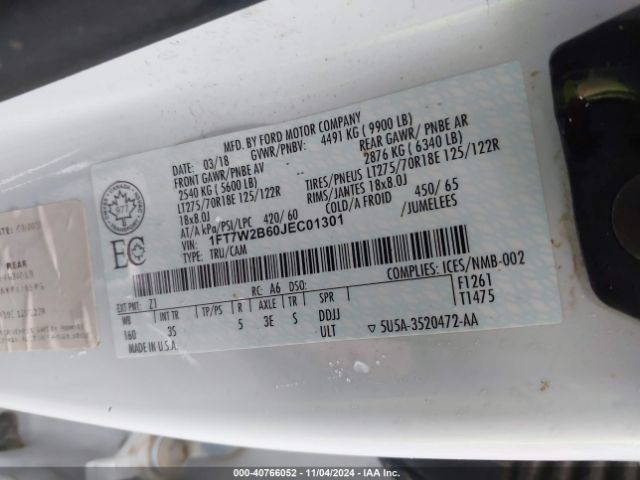 MFD. BY FORD MOTOR COMPANY
DATE: 03/18 GVWR/PNBV: 4491 KG ( 9900 LB)
FRONT GAWR/PNBE AV REAR GAWR/ PNBE AR
2540 KG ( 5600 LB) 2876 KG ( 6340 LB)
LT275/70R18E 125/122R TIRES/PNEUS LT275/70R18E 125/122R
18x8.0J RIMS/JANTES 18x8.0J
AT/A kPa/PSI/LPC 420/ 60 COLD/A FROID 450/ 65
VIN: 1FT7W2B60JEC01301 /JUMELEES
TYPE: TRU/CAM
EC
COMPLIES: ICES/NMB-002
RC: A6 DSO: F1261
EXT PNT: Z1 T1475
WB INT TR TP/PS R AXLE TR SPR
160 3S 5 3E S DDJJ
ULT
MADE IN U.S.A.
▽ 5U5A-3520472-AA
REAR
000-40766052 - 11/04/2024 - IAA Inc.